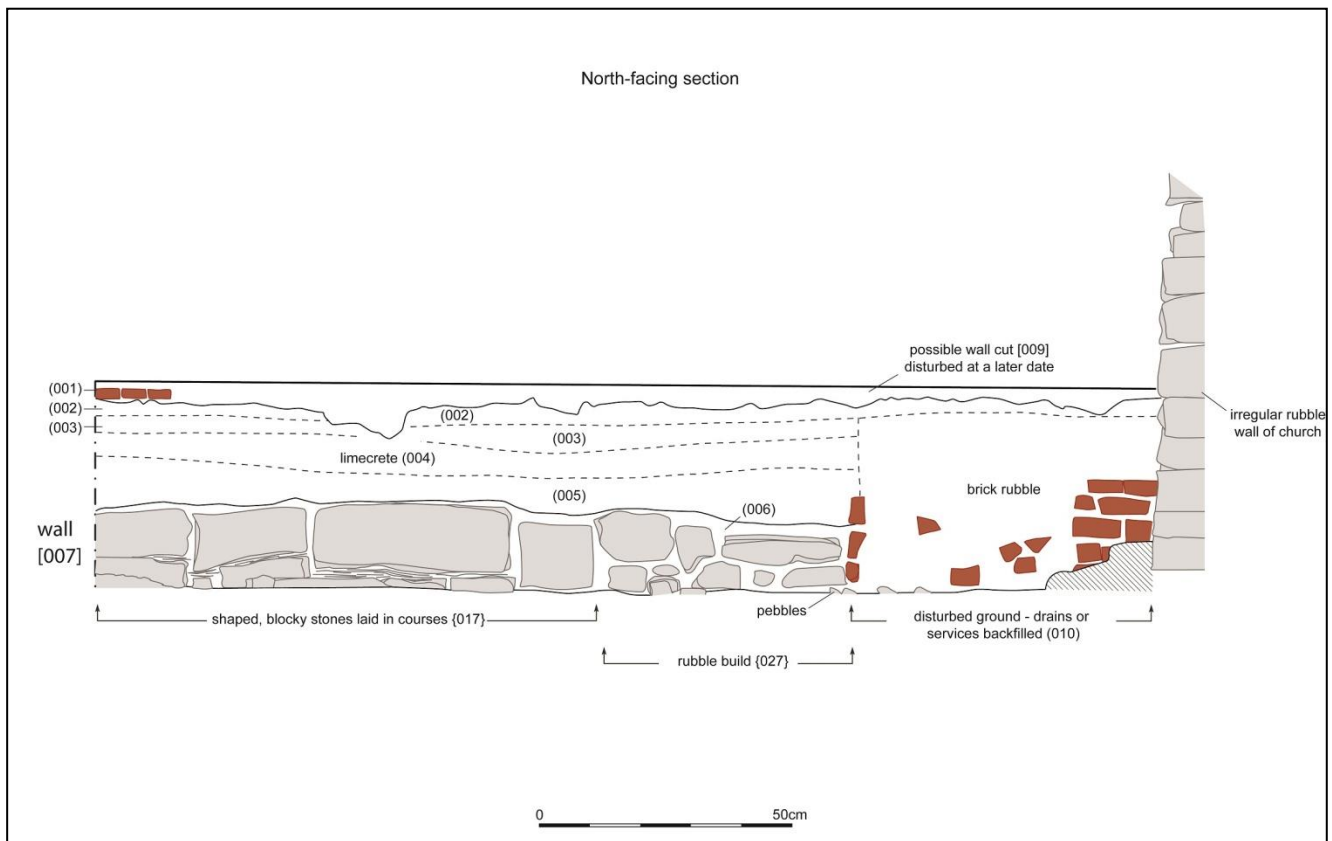 North-facing section
possible wall cut [009]
disturbed at a later date
(001)
(002)
(003)
(002)
(003)
limecrete (004)
(005)
(006)
brick rubble
irregular rubble
wall of church
wall
[007]
pebbles
shaped, blocky stones laid in courses {017}
disturbed ground - drains or
services backfilled (010)
rubble build {027}
0
50cm